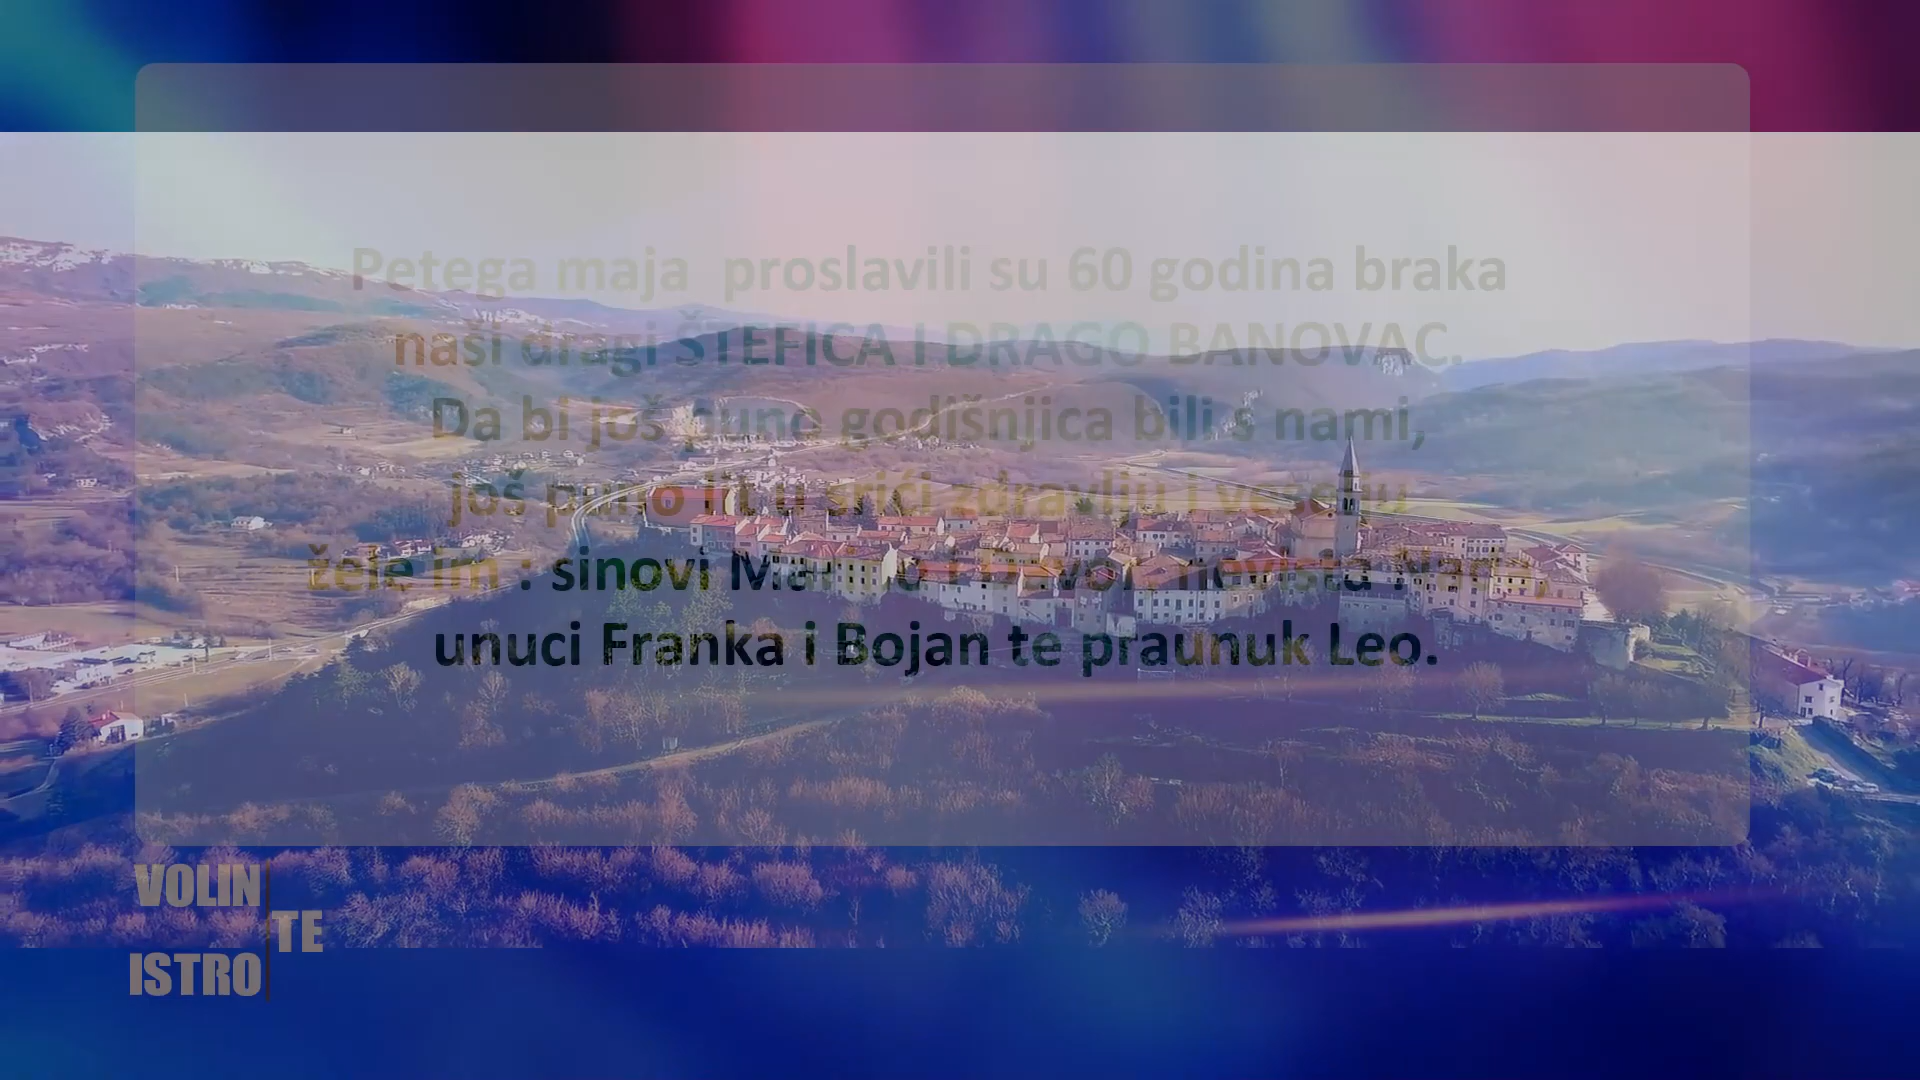 Petega maja proslavili su 60 godina braka
naši dragi ŠTEFICA I DRAGO BANOVAC.
Da bi još puno godišnjica bili s nami,
još puno lit u srići zdravlju i veselju
žele im : sinovi
unuci Franka i Bojan te praunuk Leo.
VOLIN
TE
ISTRO